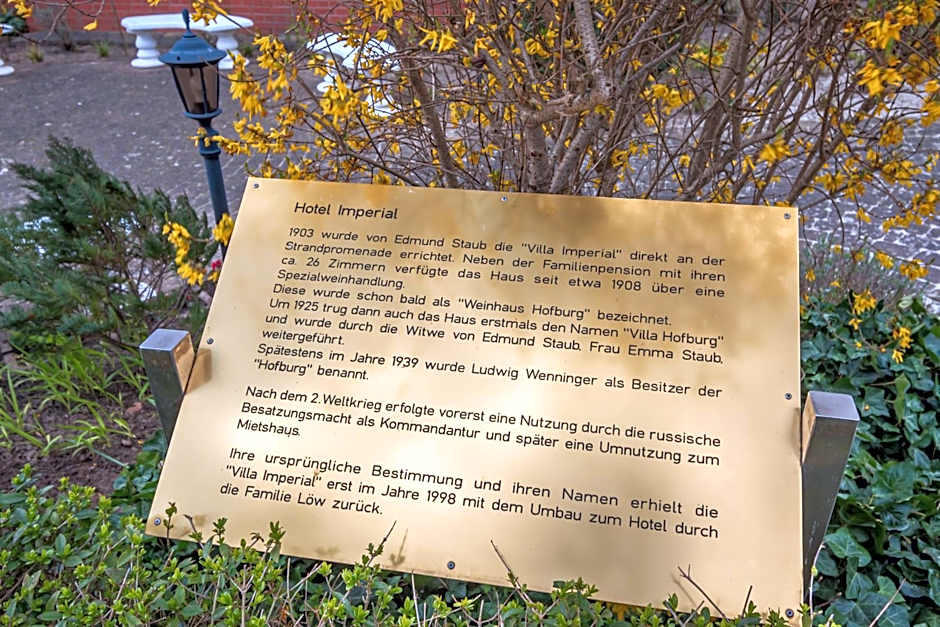 Hotel Imperial
1903 wurde von Edmund Staub die "Villa Imperial" direkt an der
Strandpromenade errichtet. Neben der Familienpension mit ihren
ca. 26 Zimmern verfügte das Haus seit etwa 1908 über eine
Spezialweinhandlung.
Diese wurde schon bald als "Weinhaus Hofburg" bezeichnet.
Um 1925 trug dann auch das Haus erstmals den Namen "Villa Hofburg"
und wurde durch die Witwe von Edmund Staub, Frau Emma Staub,
weitergeführt.
Spätestens im Jahre 1939 wurde Ludwig Wenninger als Besitzer der
"Hofburg" benannt.
Nach dem 2.Weltkrieg erfolgte vorerst eine Nutzung durch die russische
Besatzungsmacht als Kommandantur und später eine Umnutzung zum
Mietshaus.
Ihre ursprüngliche Bestimmung und ihren Namen erhielt die
"Villa Imperial" erst im Jahre 1998 mit dem Umbau zum Hotel durch
die Familie Löw zurück.